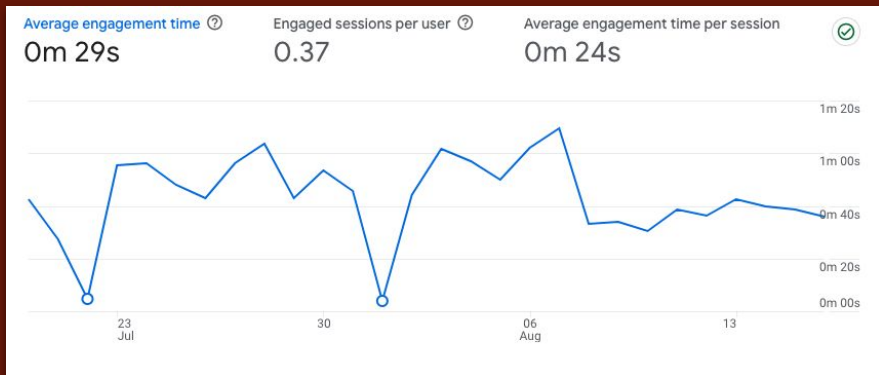 Average engagement time
0m 29s
Engaged sessions per user
0.37
Average engagement time per session
0m 24s
1m 20s
1m 00s
0m 40s
0m 20s
0m 00s
23
Jul
30
06
Aug
13